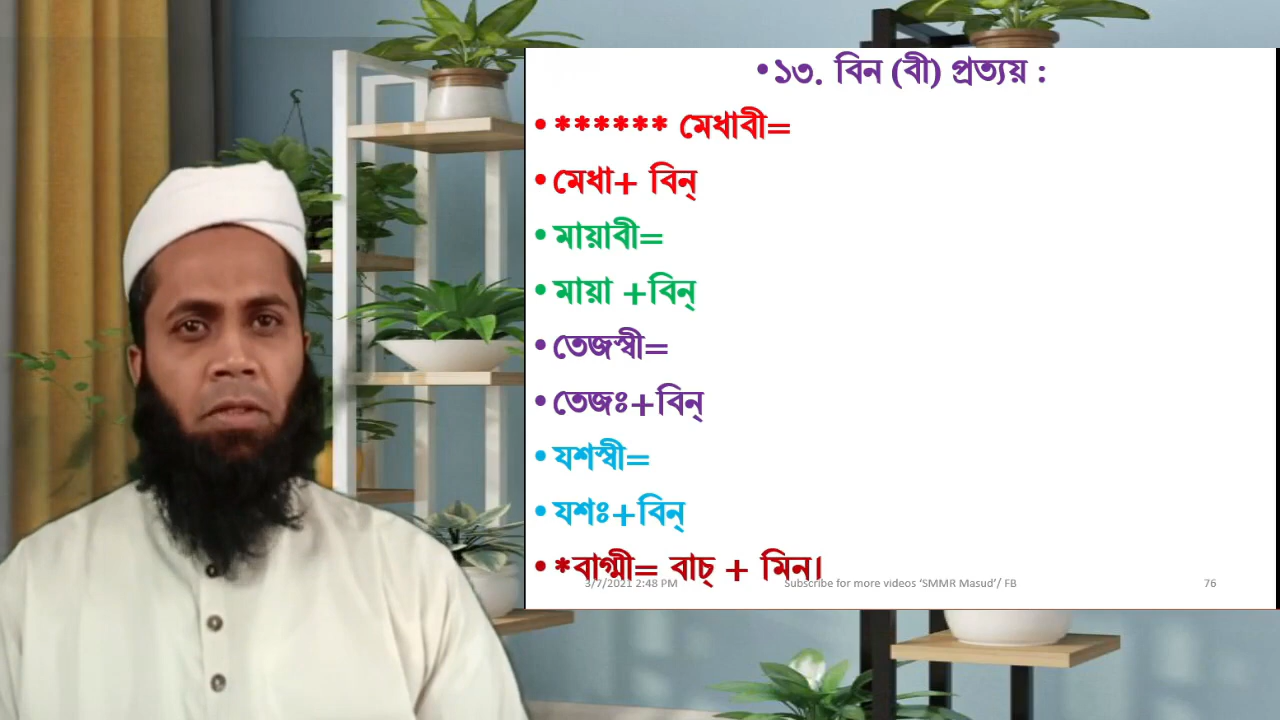 •১৩. বিন (বী) প্রত্যয় :
• ****** মেধাবী=
• মেধা+ বিন্
• মায়াবী=
• মায়া +বিন্
• তেজস্বী=
• তেজঃ+বিন্
• যশস্বী=
• যশঃ+বিন্
• *বাগ্মী= বাচ্ + মিন।
3/7/2021 2:48 PM Subscribe for more videos ‘SMMR Masud’/ FB 76